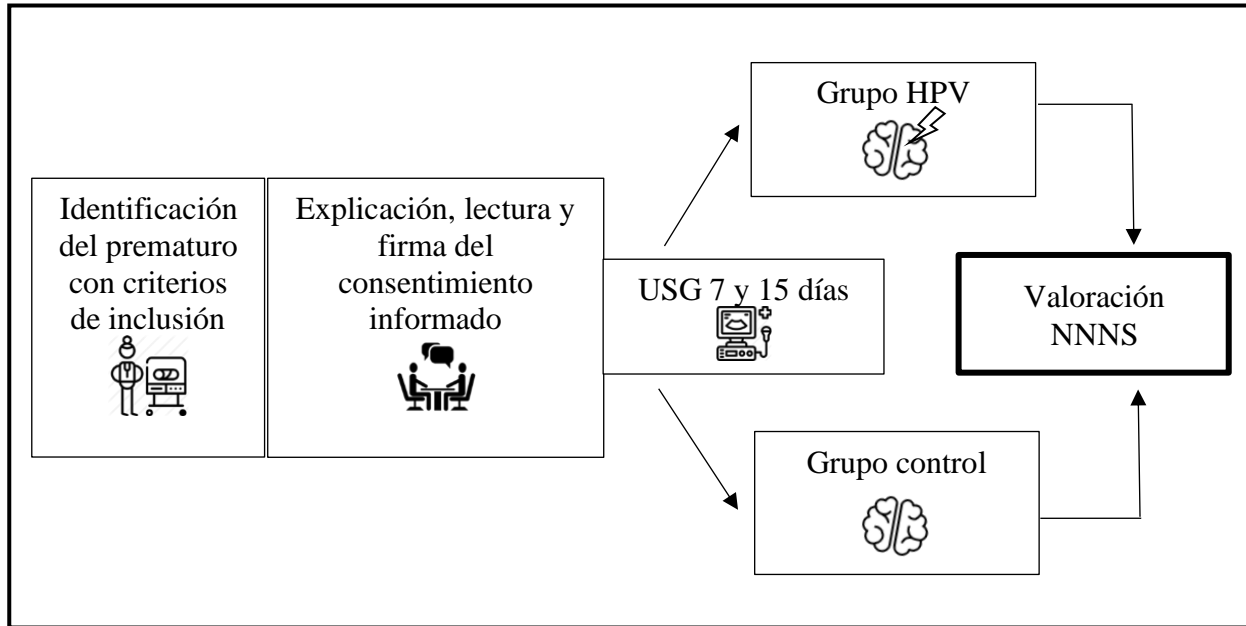 Identificación
del prematuro
con criterios
de inclusión
Explicación, lectura y
firma del
consentimiento
informado
USG 7 y 15 días
Grupo HPV
Grupo control
Valoración
NNNS